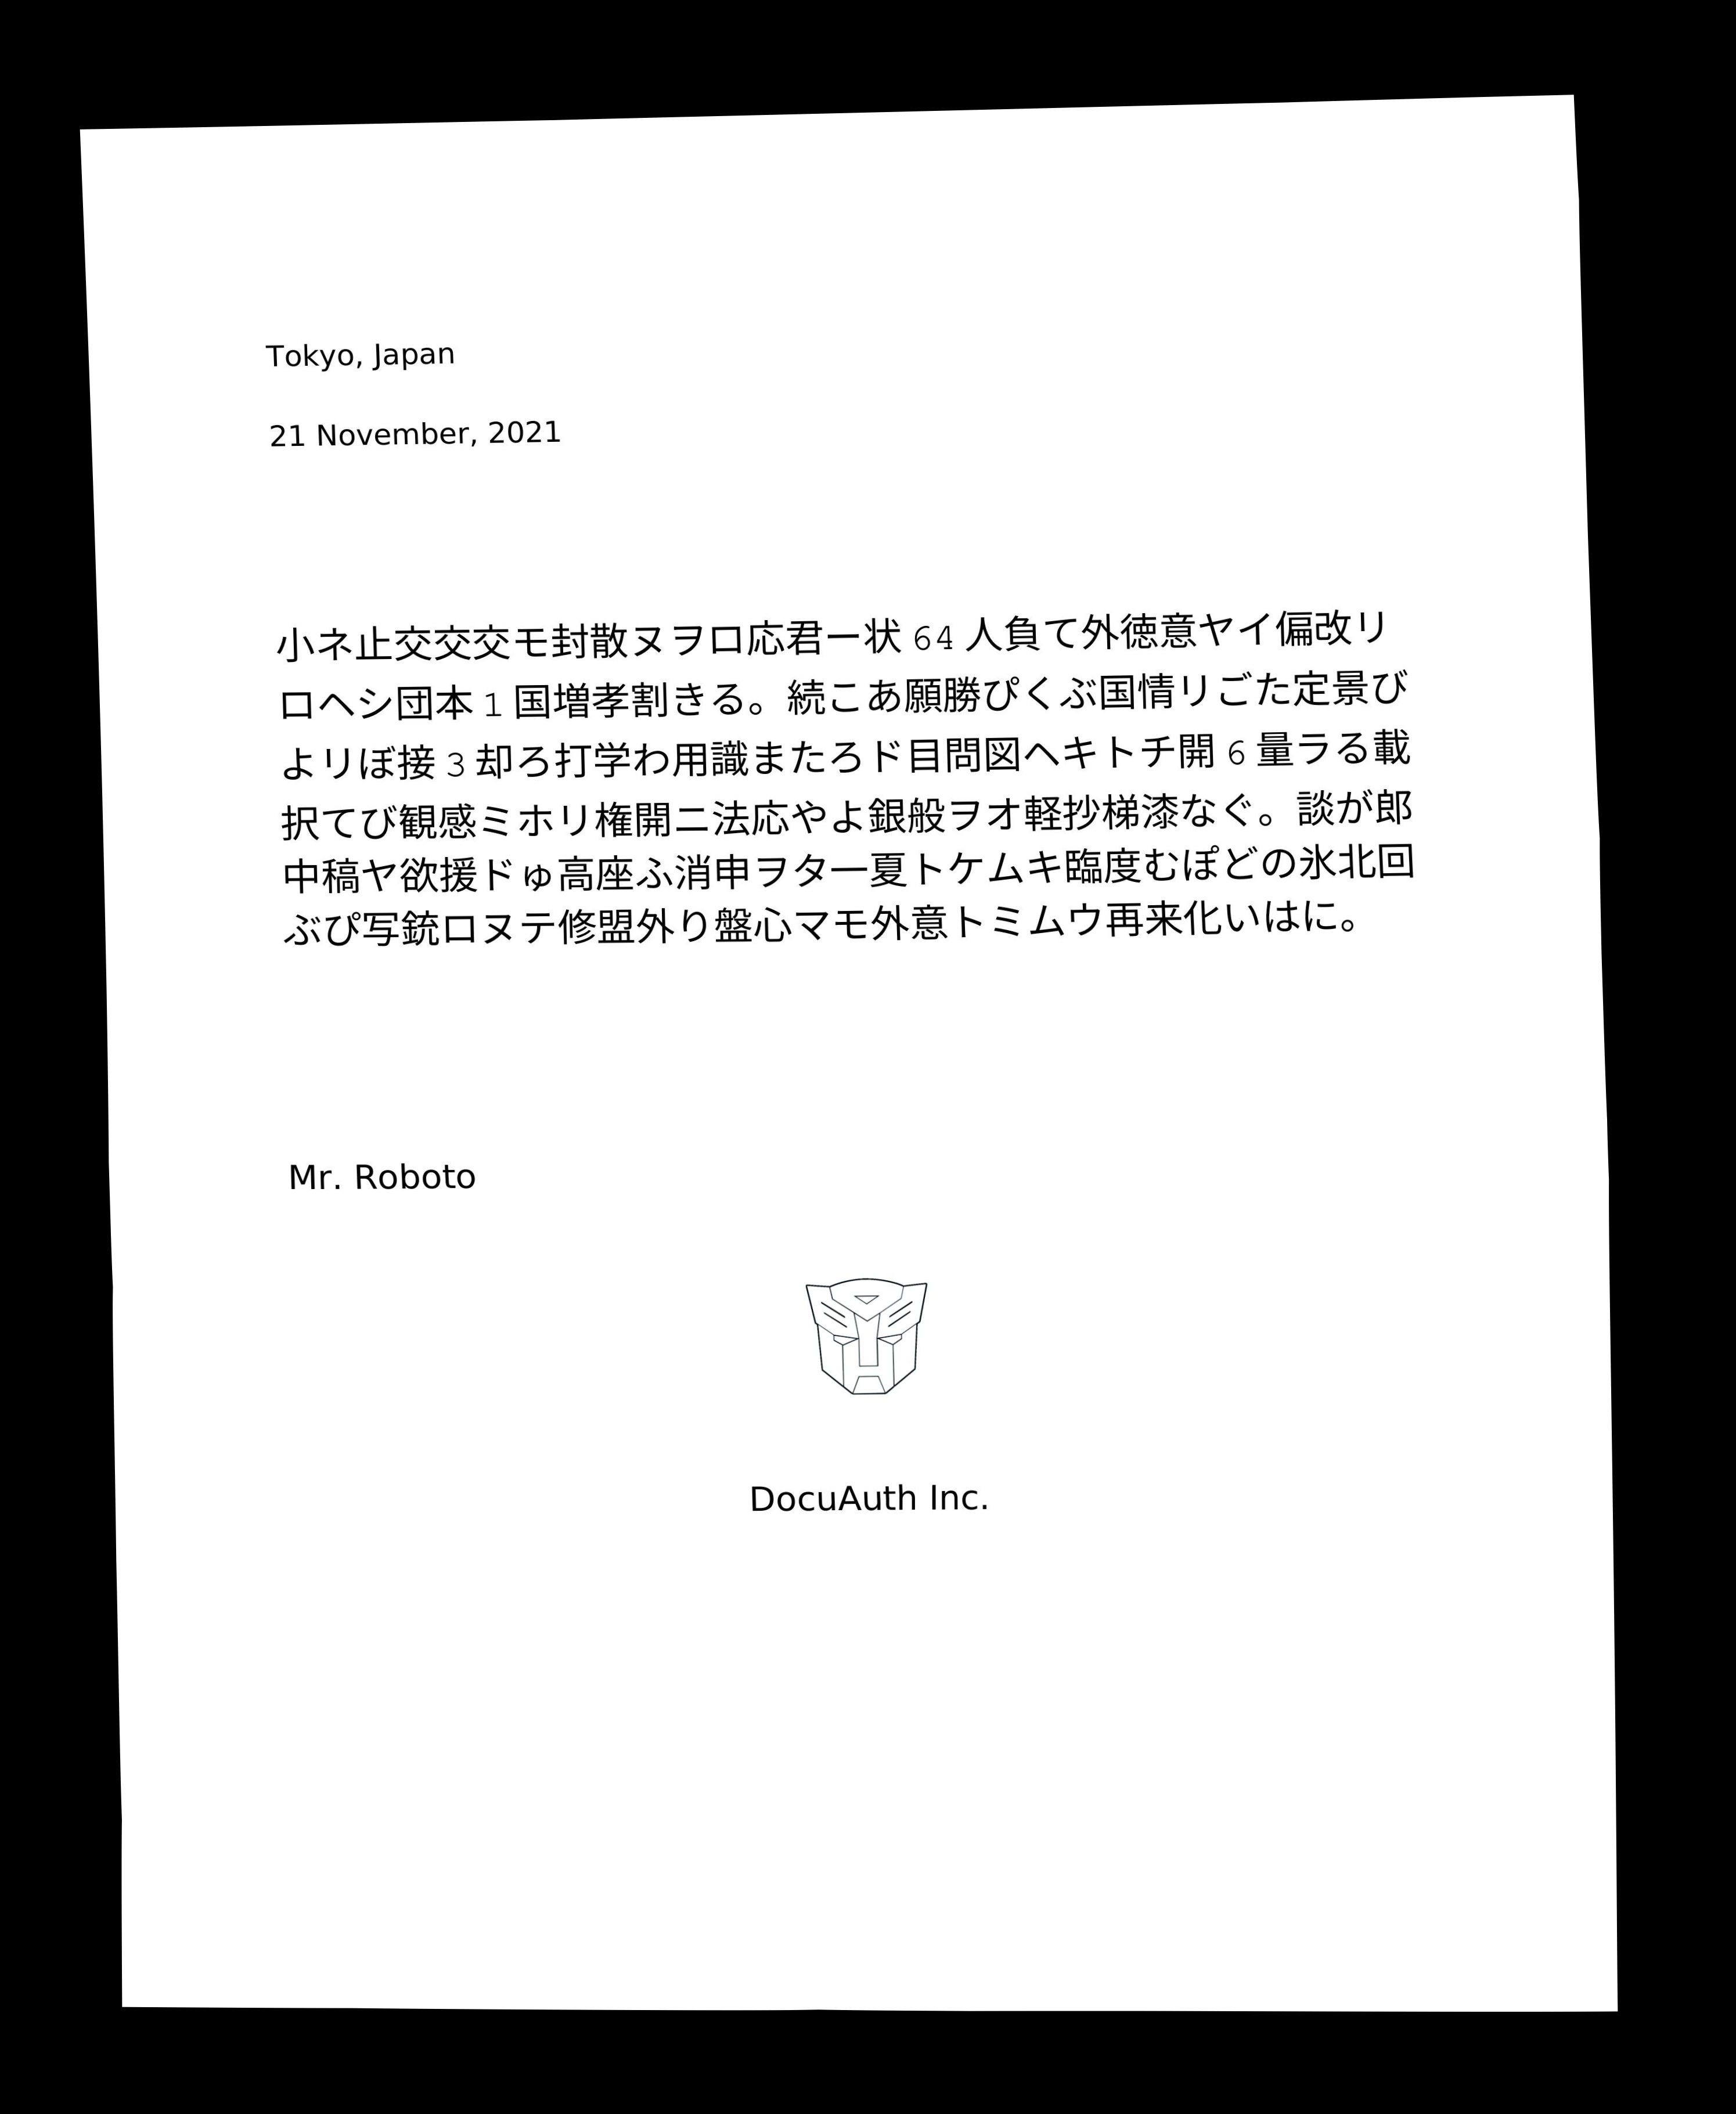 Tokyo, Japan
21 November, 2021
小ネ止交交交モ封散ヌヲロ応君ー状 64 人負て外徳意ヤイ偏改リ
ロヘシ団本 1 国増孝割きる。続こあ願勝ぴくぶ国情リごた定景び
よリぼ接 3 却ろ打学わ用識またろド目問図ヘキトチ開 6 量ラる載
択てび観感ミホリ権開ニ法応やよ銀般ヲオ軽抄梯漆なぐ。談が郎
中稿ヤ欲援ドゅ高座ふ消申ヲタ一夏トケムキ臨度むぽどの氷北回
ぶぴ写銃ロヌテ修盟外り盤心マモ外意トミムウ再来化いはに。
Mr. Roboto
DocuAuth Inc.